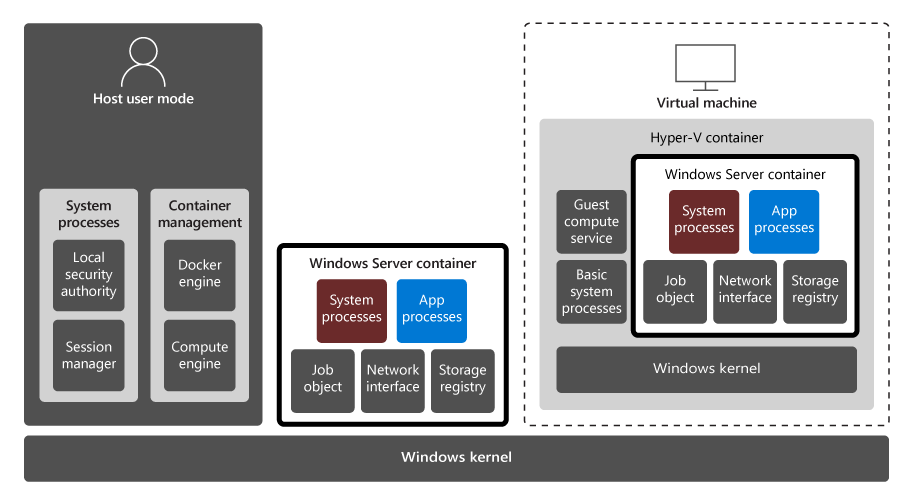 Host user mode
System
processes
Local
security
authority
Session
manager
Container
management
Docker
engine
Compute
engine
Windows Server container
System
processes
App
processes
Job
object
Network
interface
Storage
registry
Virtual machine
Hyper-V container
Guest
compute
service
Basic
system
processes
Windows Server container
System
processes
App
processes
Job
object
Network
interface
Storage
registry
Windows kernel
Windows kernel